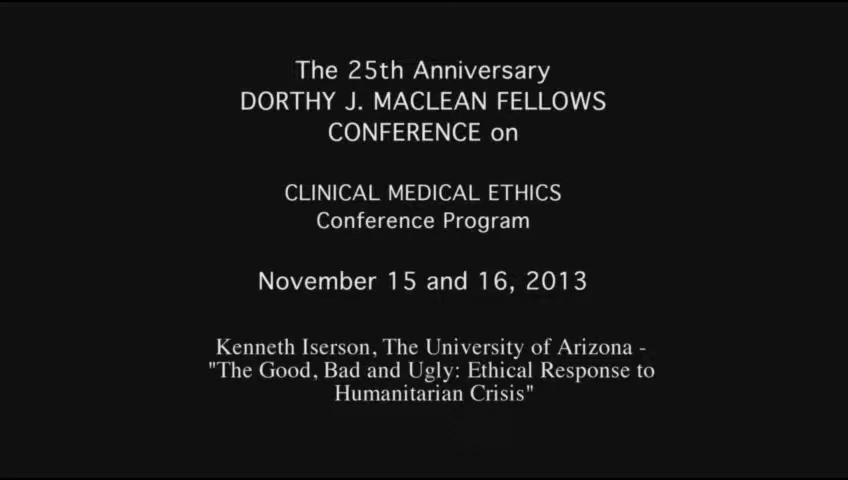 The 25th Anniversary
DORTHY J. MACLEAN FELLOWS
CONFERENCE on
CLINICAL MEDICAL ETHICS
Conference Program
November 15 and 16, 2013
Kenneth Iserson, The University of Arizona -
"The Good, Bad and Ugly: Ethical Response to
Humanitarian Crisis"